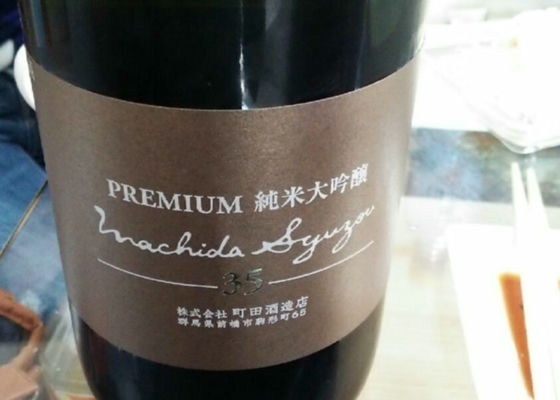 PREMIUM 純米大吟醸
Machida Syuzou
35
株式会社 町田酒造店
群馬県前橋市駒形町65